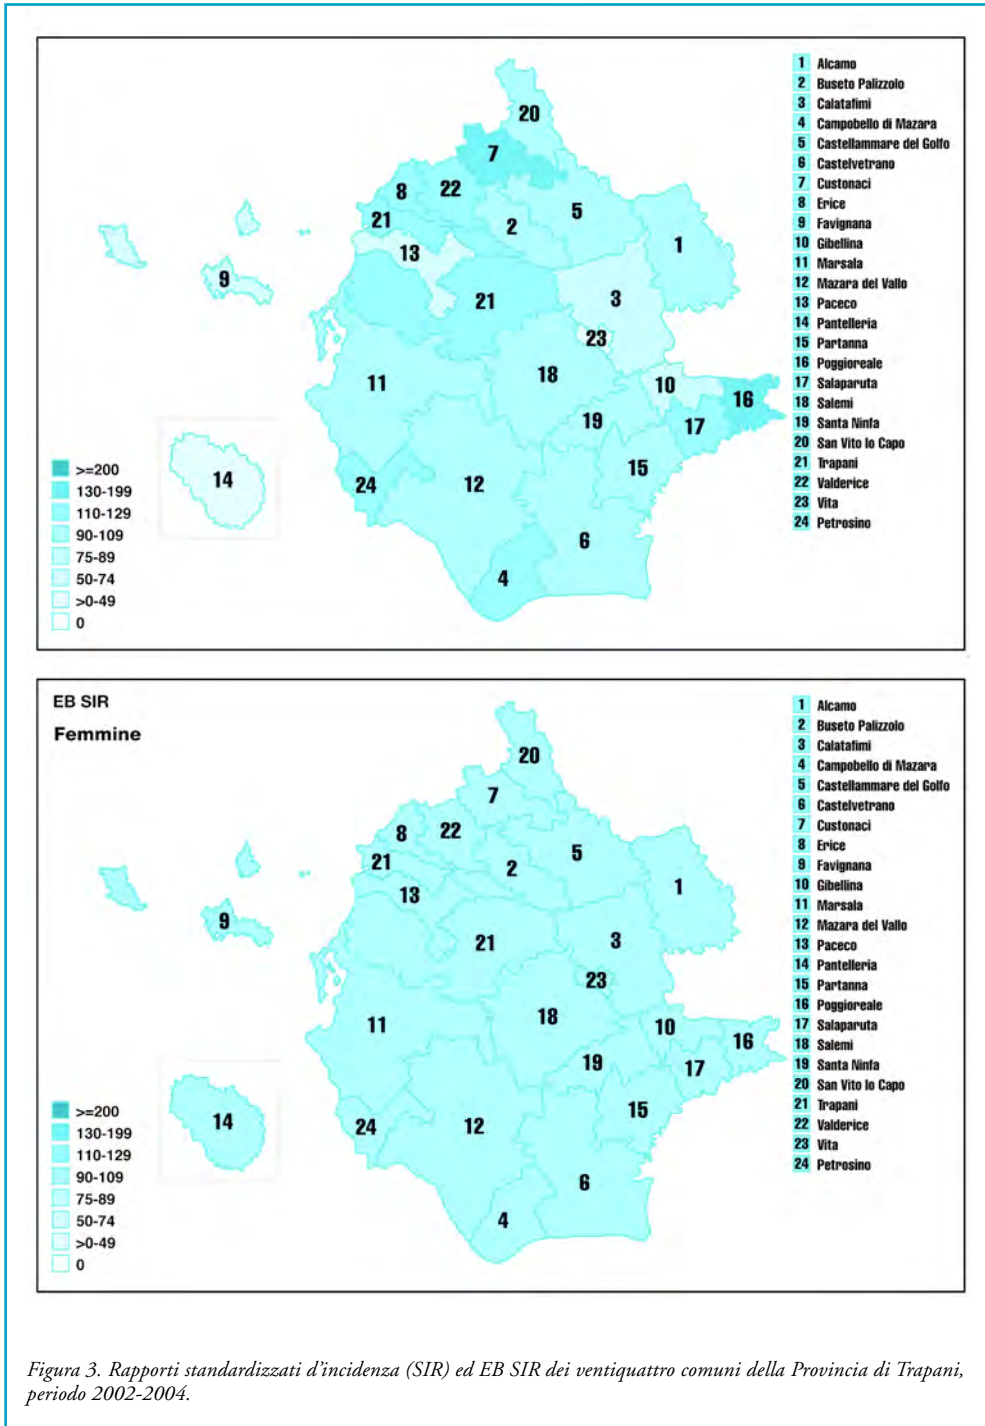 20
7
8
22
21
2
5
13
1
9
21
3
23
11
18
10
16
19
17
14
24
12
15
6
4
>=200
130-199
110-129
90-109
75-89
50-74
>0-49
0
1 Alcamo
2 Buseto Palizzolo
3 Calatafimi
4 Campobello di Mazara
5 Castellammare del Golfo
6 Castelvetrano
7 Custonaci
8 Erice
9 Favignana
10 Gibellina
11 Marsala
12 Mazara del Vallo
13 Paceco
14 Pantelleria
15 Partanna
16 Poggioreale
17 Salaparuta
18 Salemi
19 Santa Ninfa
20 San Vito lo Capo
21 Trapani
22 Valderice
23 Vita
24 Petrosino
EB SIR
Femmine
20
7
8
22
21
2
5
13
1
9
21
3
23
11
18
10
16
19
17
14
24
12
15
6
4
>=200
130-199
110-129
90-109
75-89
50-74
>0-49
0
1 Alcamo
2 Buseto Palizzolo
3 Calatafimi
4 Campobello di Mazara
5 Castellammare del Golfo
6 Castelvetrano
7 Custonaci
8 Erice
9 Favignana
10 Gibellina
11 Marsala
12 Mazara del Vallo
13 Paceco
14 Pantelleria
15 Partanna
16 Poggioreale
17 Salaparuta
18 Salemi
19 Santa Ninfa
20 San Vito lo Capo
21 Trapani
22 Valderice
23 Vita
24 Petrosino
Figura 3. Rapporti standardizzati d'incidenza (SIR) ed EB SIR dei ventiquattro comuni della Provincia di Trapani,
periodo 2002-2004.